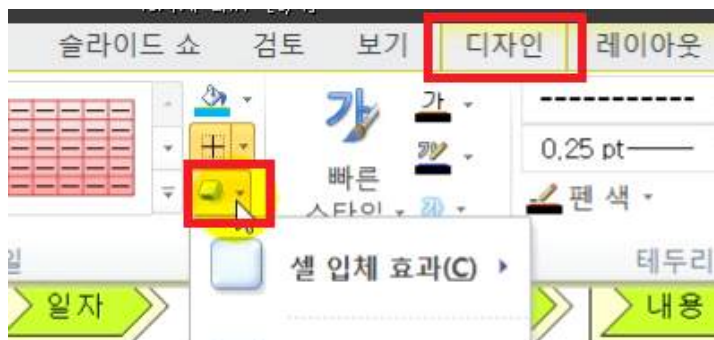 슬라이드 쇼 검토 보기 디자인 레이아웃
가 가
0.25 pt
빠른
스타일
펜 색
테두리
셀 입체 효과(C)
일자 내용